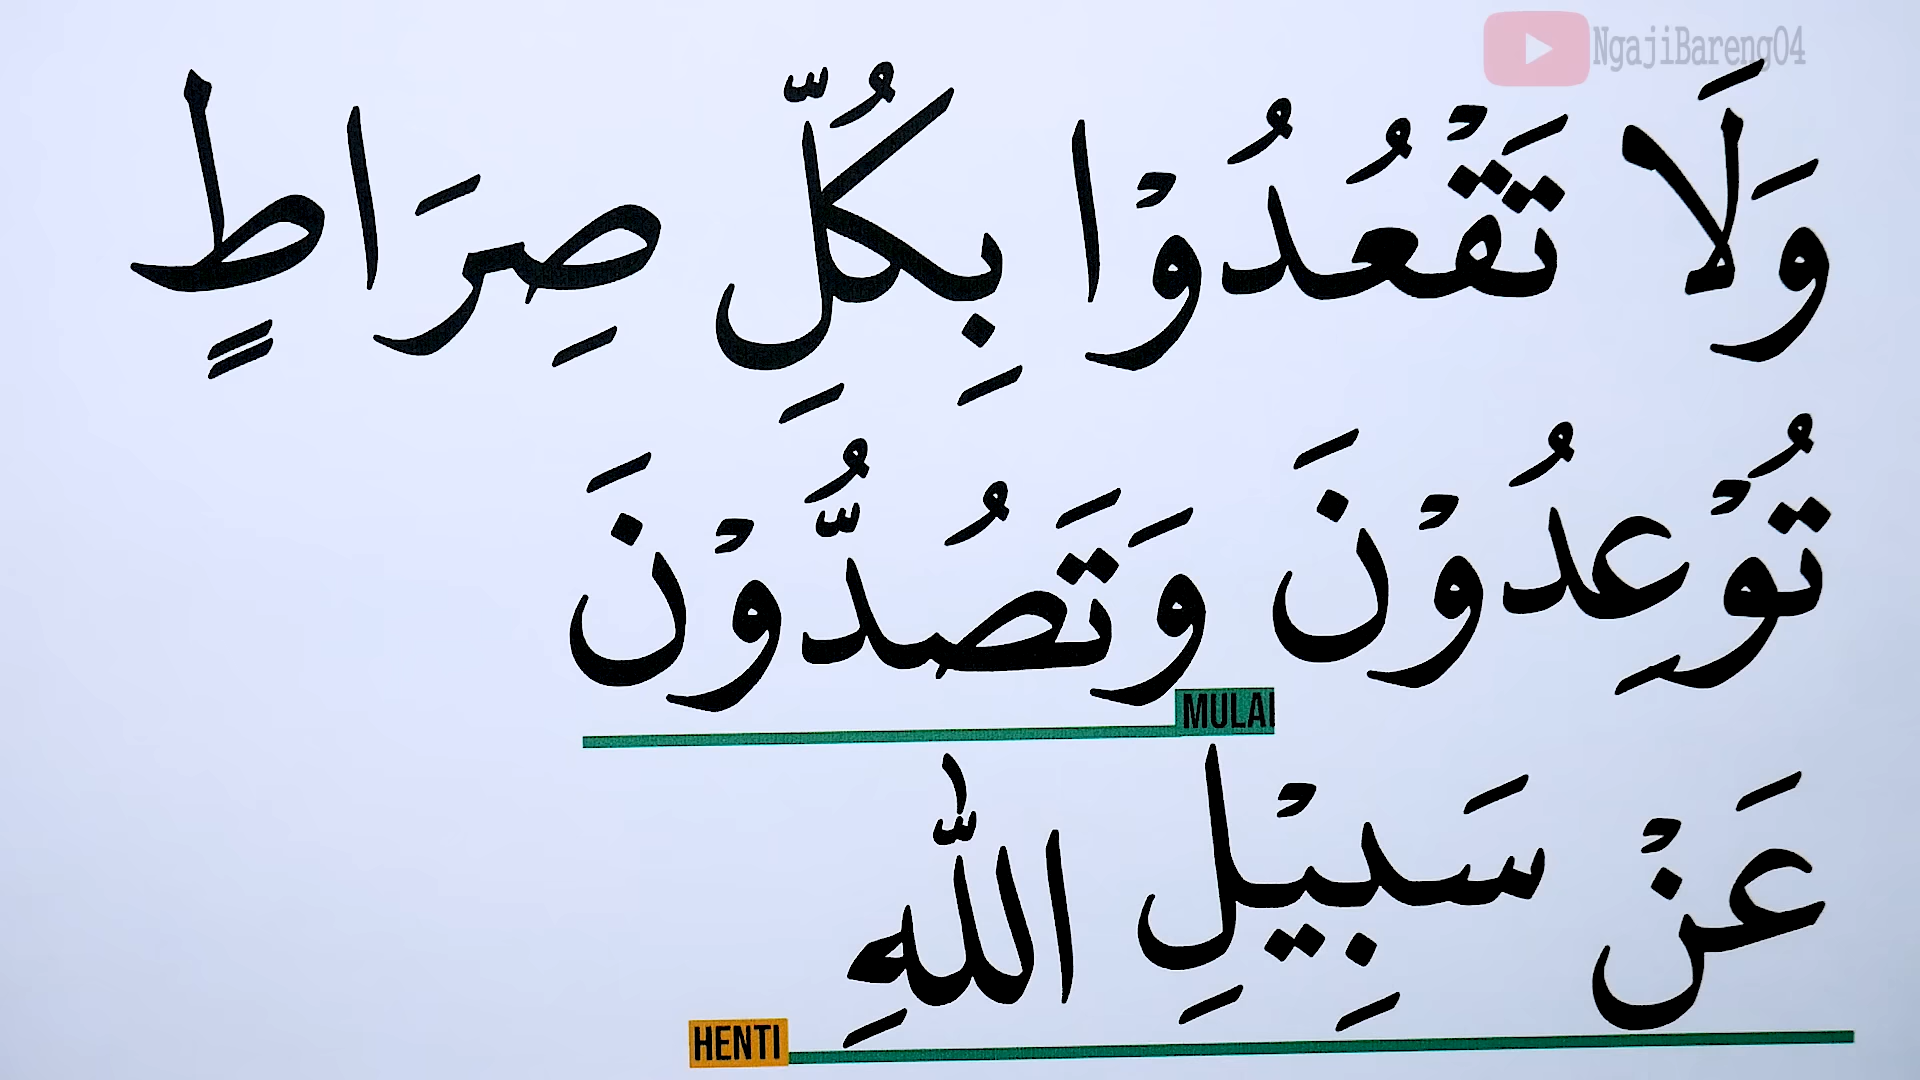 NgajiBareng04
وَلَا تَقْعُدُوْا بِكُلِّ صِرَاطٍ
تُوْعِدُوْنَ وَتَصُدُّوْنَ
MULAI
عَنْ سَبِيْلِ اللّٰهِ
HENTI